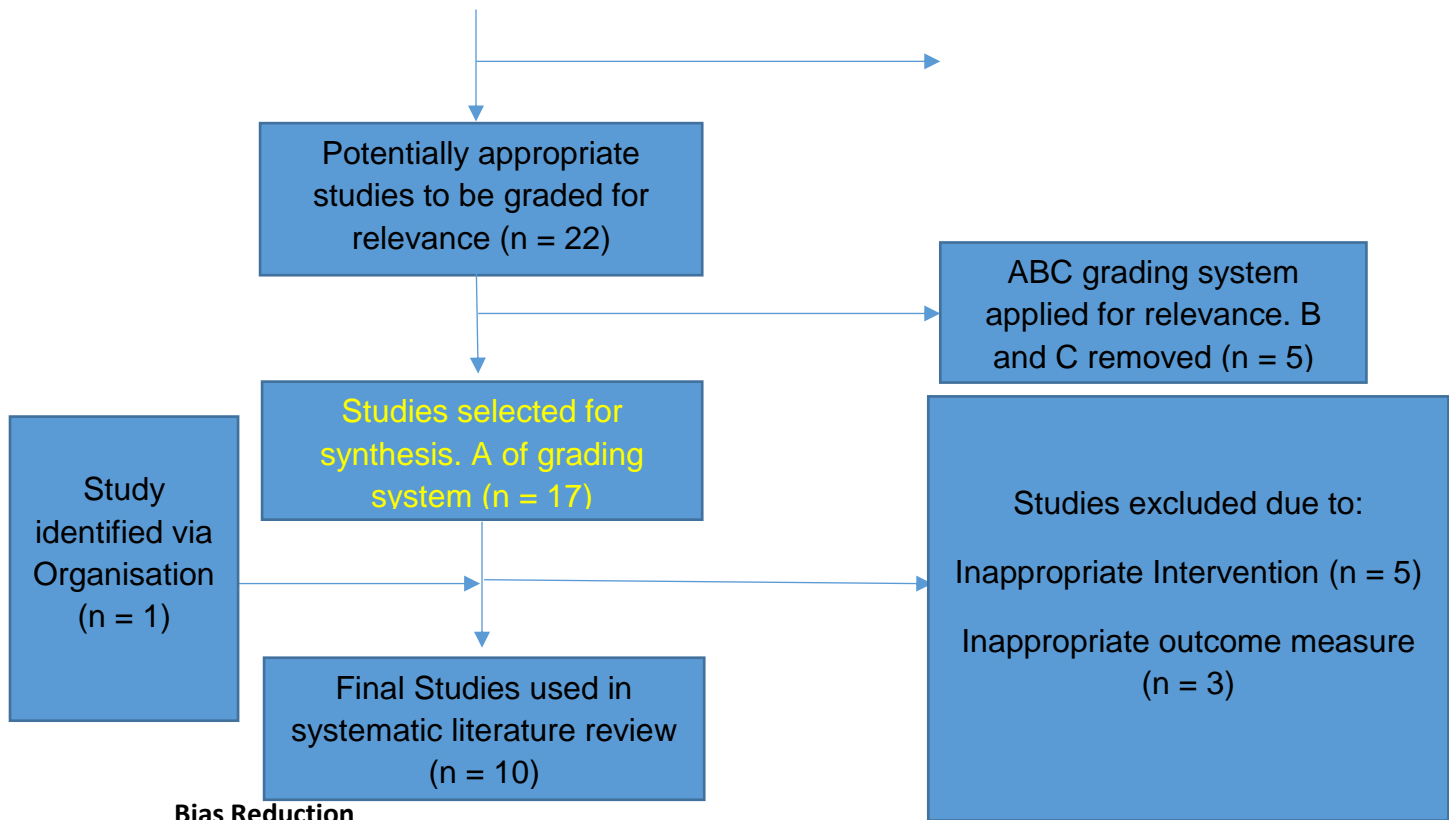 Potentially appropriate
studies to be graded for
relevance (n = 22)
ABC grading system
applied for relevance. B
and C removed (n = 5)
Studies selected for
synthesis. A of grading
system (n = 17)
Study
identified via
Organisation
(n = 1)
Studies excluded due to:
Inappropriate Intervention (n = 5)
Inappropriate outcome measure
(n = 3)
Final Studies used in
systematic literature review
(n = 10)
Bias Reduction